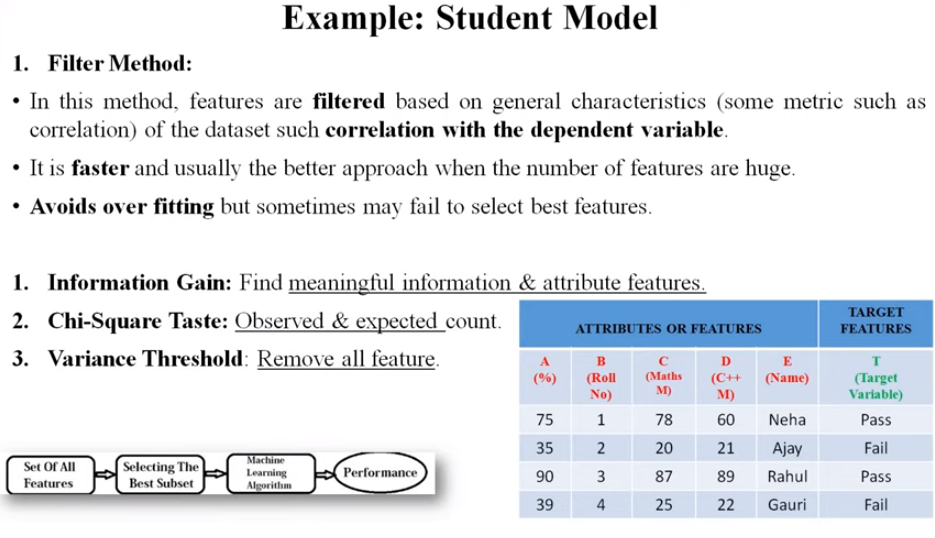 Example: Student Model
1. Filter Method:
• In this method, features are filtered based on general characteristics (some metric such as
correlation) of the dataset such correlation with the dependent variable.
• It is faster and usually the better approach when the number of features are huge.
• Avoids over fitting but sometimes may fail to select best features.
1. Information Gain: Find meaningful information & attribute features.
2. Chi-Square Taste: Observed & expected count.
3. Variance Threshold: Remove all feature.
Set Of All
Features
Selecting The
Best Subset
Machine
Learning
Algorithm
Performance
ATTRIBUTES OR FEATURES
TARGET
FEATURES
A
(%)
B
(Roll
No)
C
(Maths
M)
D
(C++
M)
E
(Name)
T
(Target
Variable)
75 1 78 60 Neha Pass
35 2 20 21 Ajay Fail
90 3 87 89 Rahul Pass
39 4 25 22 Gauri Fail